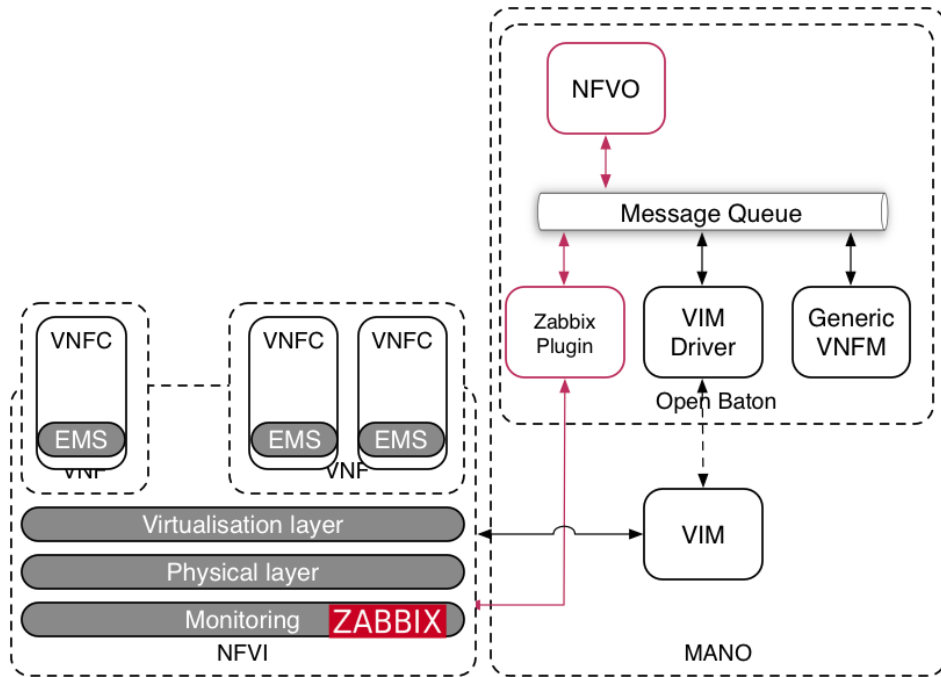 NFVO
Message Queue
Zabbix
Plugin
VIM
Driver
Generic
VNFM
Open Baton
VNFC
VNFC
VNFC
EMS
EMS
EMS
VNF
VNF
Virtualisation layer
Physical layer
Monitoring ZABBIX
NFVI
VIM
MANO